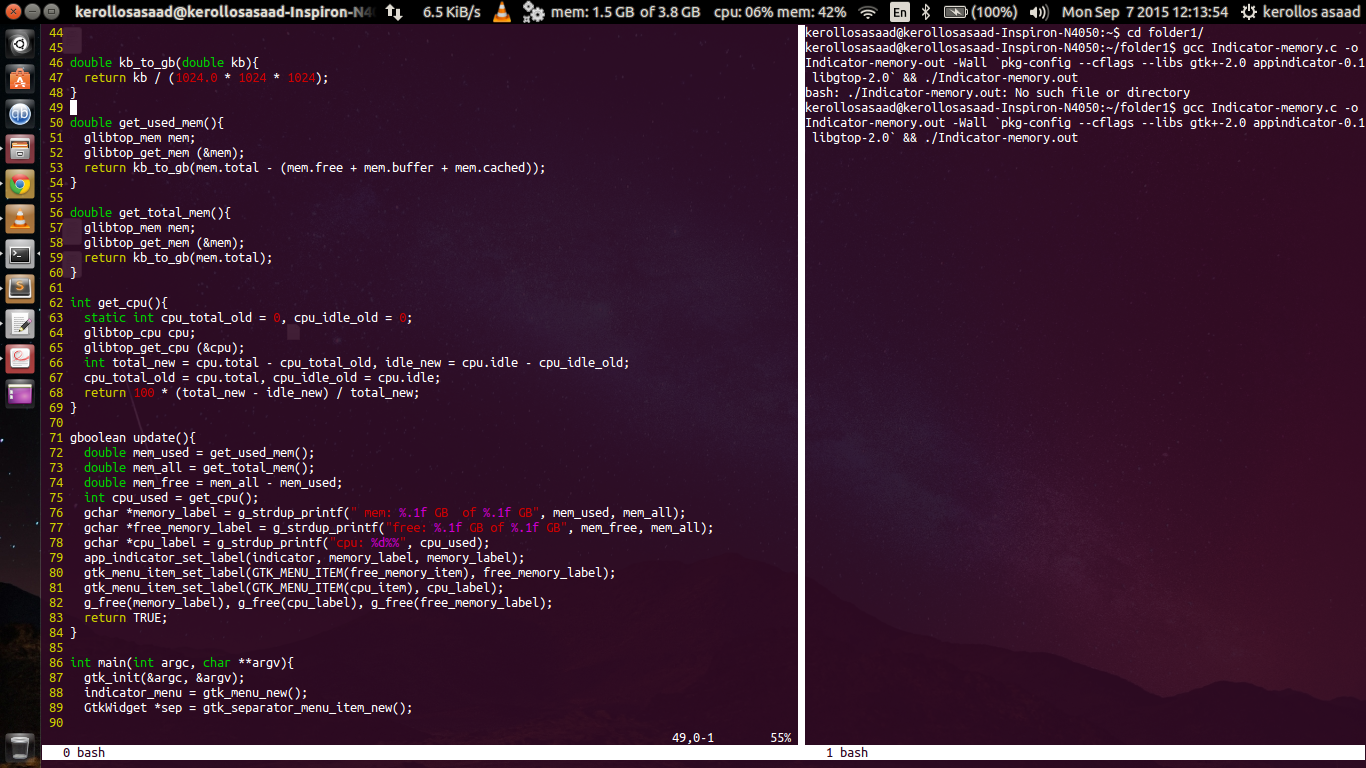 kerollosasaad@kerollosasaad-Inspiron-N4 6.5 KiB/s mem: 1.5 GB of 3.8 GB cpu: 06% mem: 42% En (100%) Mon Sep 7 2015 12:13:54 kerollos asaad
44
45
46 double kb_to_gb(double kb){
47   return kb / (1024.0 * 1024 * 1024);
48 }
49
50 double get_used_mem(){
51   glibtop_mem mem;
52   glibtop_get_mem (&mem);
53   return kb_to_gb(mem.total - (mem.free + mem.buffer + mem.cached));
54 }
55
56 double get_total_mem(){
57   glibtop_mem mem;
58   glibtop_get_mem (&mem);
59   return kb_to_gb(mem.total);
60 }
61
62 int get_cpu(){
63   static int cpu_total_old = 0, cpu_idle_old = 0;
64   glibtop_cpu cpu;
65   glibtop_get_cpu (&cpu);
66   int total_new = cpu.total - cpu_total_old, idle_new = cpu.idle - cpu_idle_old;
67   cpu_total_old = cpu.total, cpu_idle_old = cpu.idle;
68   return 100 * (total_new - idle_new) / total_new;
69 }
70
71 gboolean update(){
72   double mem_used = get_used_mem();
73   double mem_all = get_total_mem();
74   double mem_free = mem_all - mem_used;
75   int cpu_used = get_cpu();
76   gchar *memory_label = g_strdup_printf(" mem: %.1f GB  of %.1f GB", mem_used, mem_all);
77   gchar *free_memory_label = g_strdup_printf("free: %.1f GB of %.1f GB", mem_free, mem_all);
78   gchar *cpu_label = g_strdup_printf("cpu: %d%%", cpu_used);
79   app_indicator_set_label(indicator, memory_label, memory_label);
80   gtk_menu_item_set_label(GTK_MENU_ITEM(free_memory_item), free_memory_label);
81   gtk_menu_item_set_label(GTK_MENU_ITEM(cpu_item), cpu_label);
82   g_free(memory_label), g_free(cpu_label), g_free(free_memory_label);
83   return TRUE;
84 }
85
86 int main(int argc, char **argv){
87   gtk_init(&argc, &argv);
88   indicator_menu = gtk_menu_new();
89   GtkWidget *sep = gtk_separator_menu_item_new();
90
49,0-1 55%
0 bash
kerollosasaad@kerollosasaad-Inspiron-N4050:~$ cd folder1/
kerollosasaad@kerollosasaad-Inspiron-N4050:~/folder1$ gcc Indicator-memory.c -o
Indicator-memory-out -Wall `pkg-config --cflags --libs gtk+-2.0 appindicator-0.1
 libgtop-2.0` && ./Indicator-memory.out
bash: ./Indicator-memory.out: No such file or directory
kerollosasaad@kerollosasaad-Inspiron-N4050:~/folder1$ gcc Indicator-memory.c -o
Indicator-memory.out -Wall `pkg-config --cflags --libs gtk+-2.0 appindicator-0.1
 libgtop-2.0` && ./Indicator-memory.out
1 bash